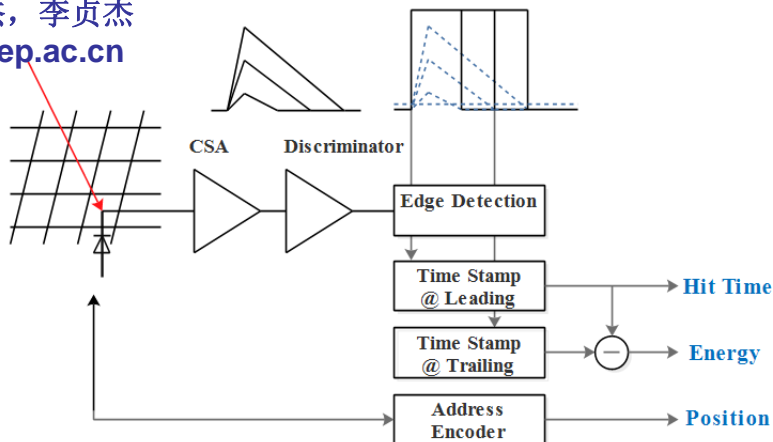 ，李贞杰
ep.ac.cn
CSA
Discriminator
Edge Detection
Time Stamp
@ Leading
Hit Time
Time Stamp
@ Trailing
Energy
Address
Encoder
Position